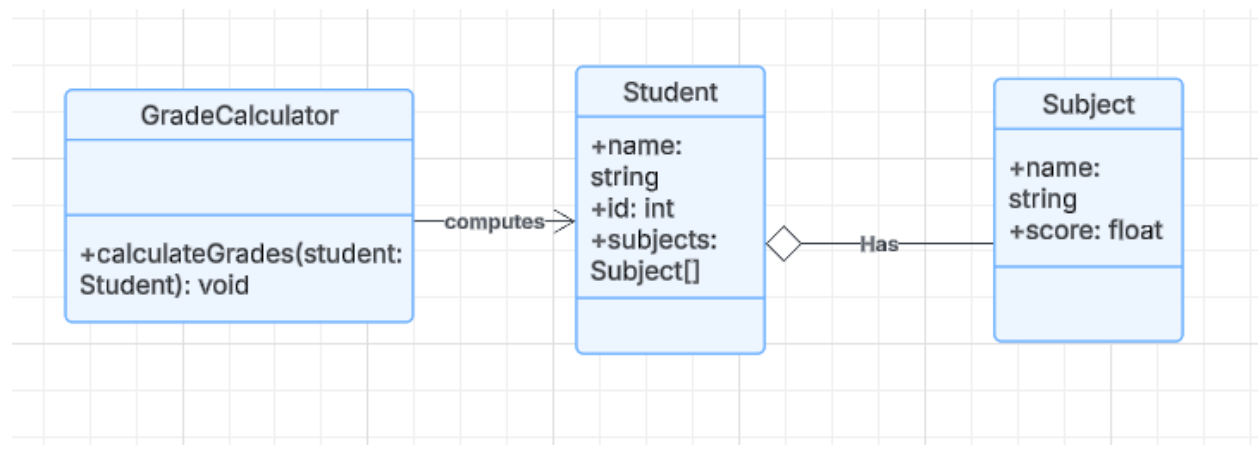 GradeCalculator
+calculateGrades(student:
Student): void
computes
Student
+name:
string
+id: int
+subjects:
Subject[]
Has
Subject
+name:
string
+score: float